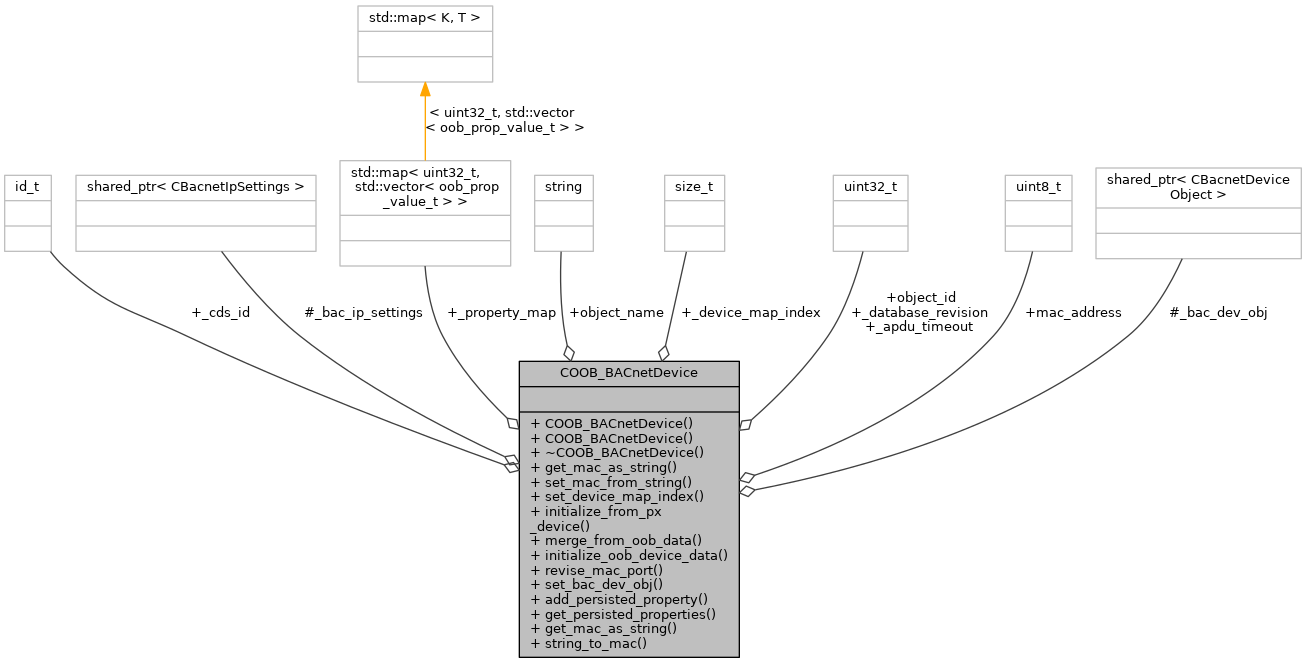 std::map< K, T >
< uint32_t, std::vector
< oob_prop_value_t > >
id_t
shared_ptr< CBacnetIpSettings >
std::map< uint32_t,
std::vector< oob_prop
_value_t > >
string
size_t
uint32_t
uint8_t
shared_ptr< CBacnetDevice
Object >
+_cds_id
#_bac_ip_settings
+_property_map
+object_name
+_device_map_index
+object_id
+_database_revision
+_apdu_timeout
+mac_address
#_bac_dev_obj
COOB_BACnetDevice
+ COOB_BACnetDevice()
+ COOB_BACnetDevice()
+ ~COOB_BACnetDevice()
+ get_mac_as_string()
+ set_mac_from_string()
+ set_device_map_index()
+ initialize_from_px
_device()
+ merge_from_oob_data()
+ initialize_oob_device_data()
+ revise_mac_port()
+ set_bac_dev_obj()
+ add_persisted_property()
+ get_persisted_properties()
+ get_mac_as_string()
+ string_to_mac()